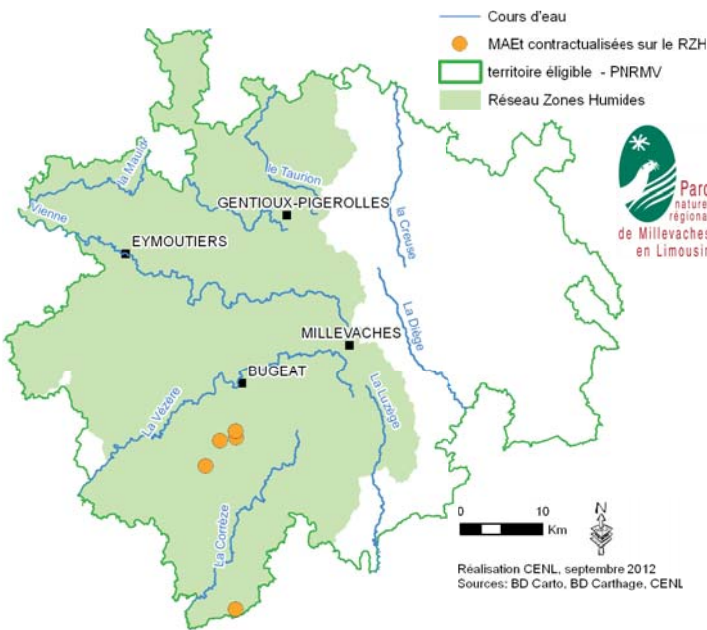 Cours d'eau
MAEt contractualisées sur le RZH
territoire éligible - PNRMV
Réseau Zones Humides
Parc
naturel
régional
de Millevaches
en Limousin
la Maulde
le Taurion
GENTIOUX-PIGEROLLES
Vienne
EYMOUTIERS
la Creuse
La Diège
MILLEVACHES
BUGEAT
La Vézère
La Luzège
La Corrèze
0 10
Km
N
Réalisation CENL, septembre 2012
Sources: BD Carto, BD Carthage, CENL